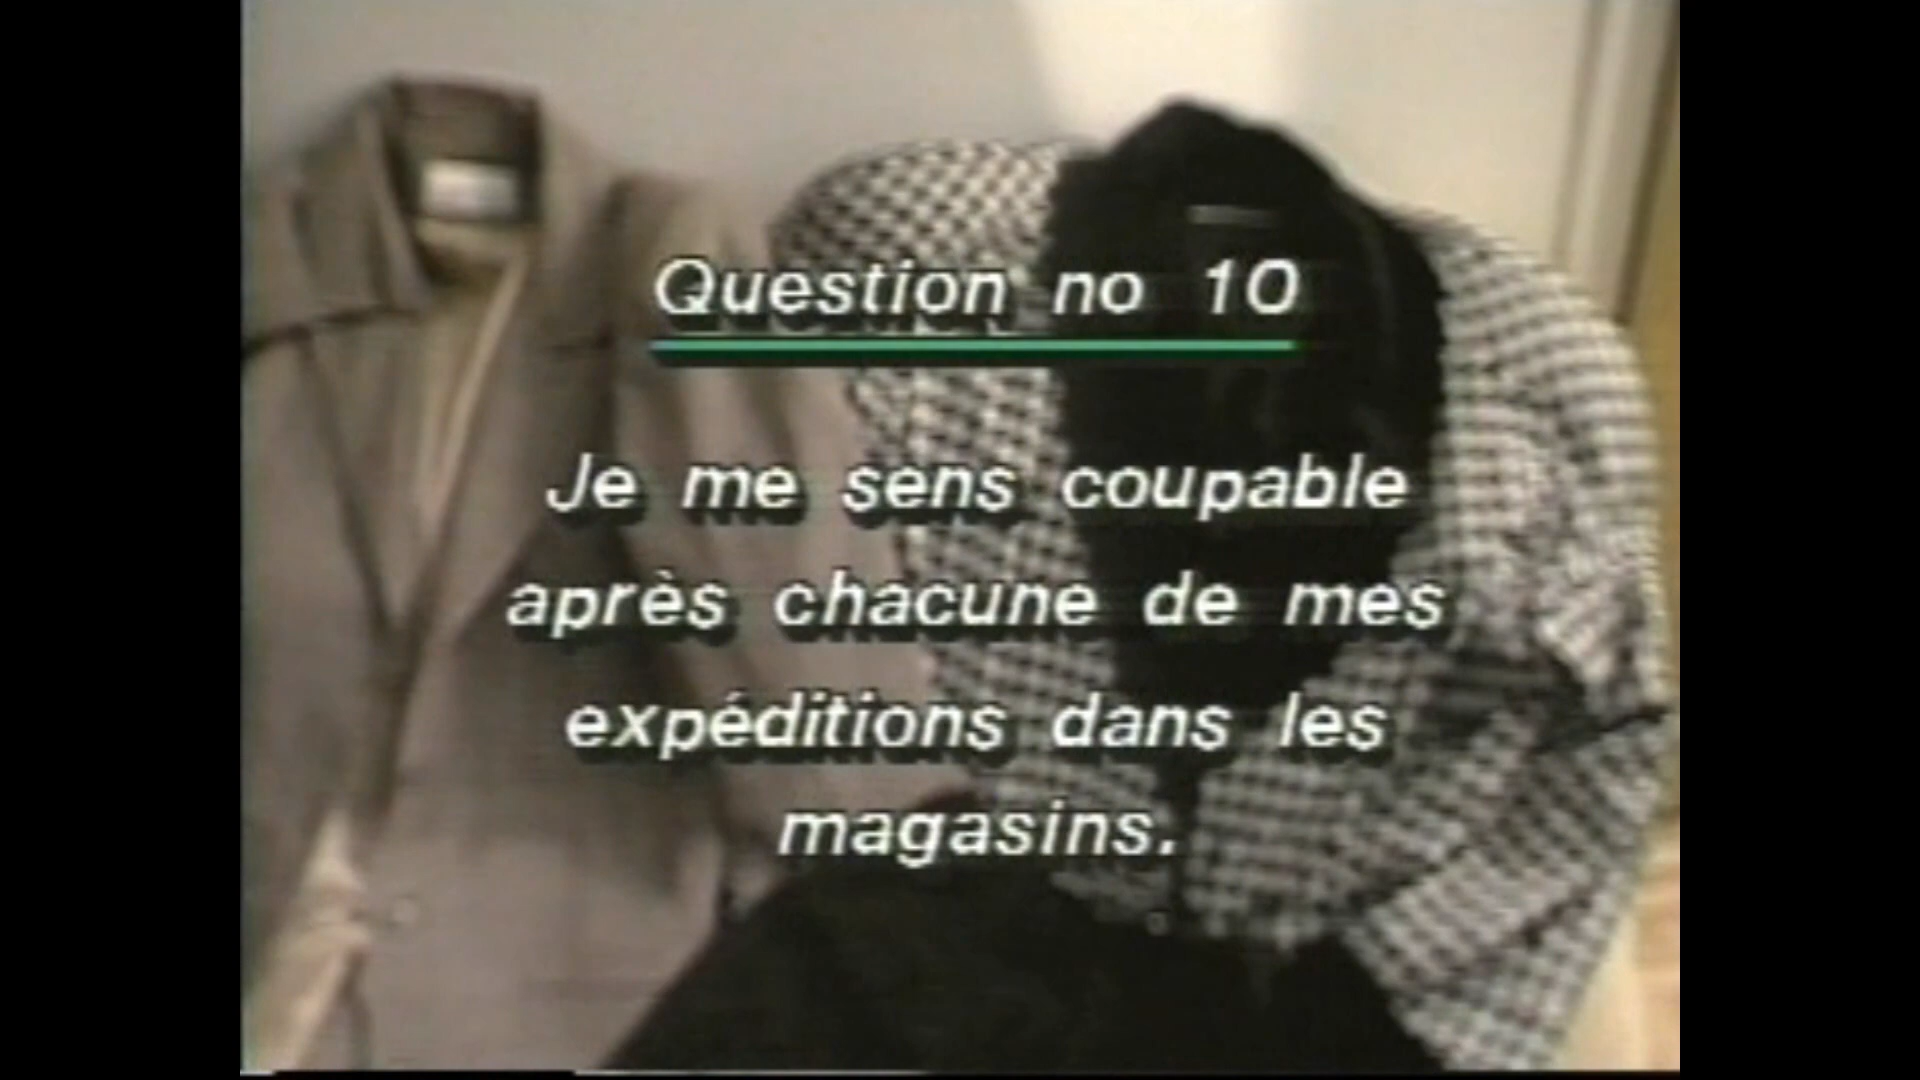 Question no 10
Je me sens coupable
après chacune de mes
expéditions dans les
magasins.